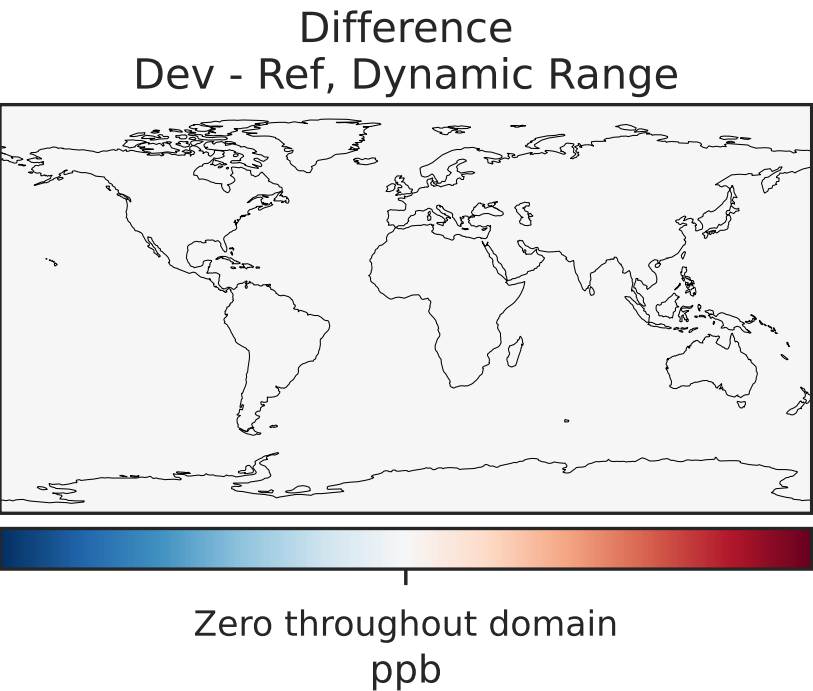 Difference
Dev - Ref, Dynamic Range
Zero throughout domain
ppb